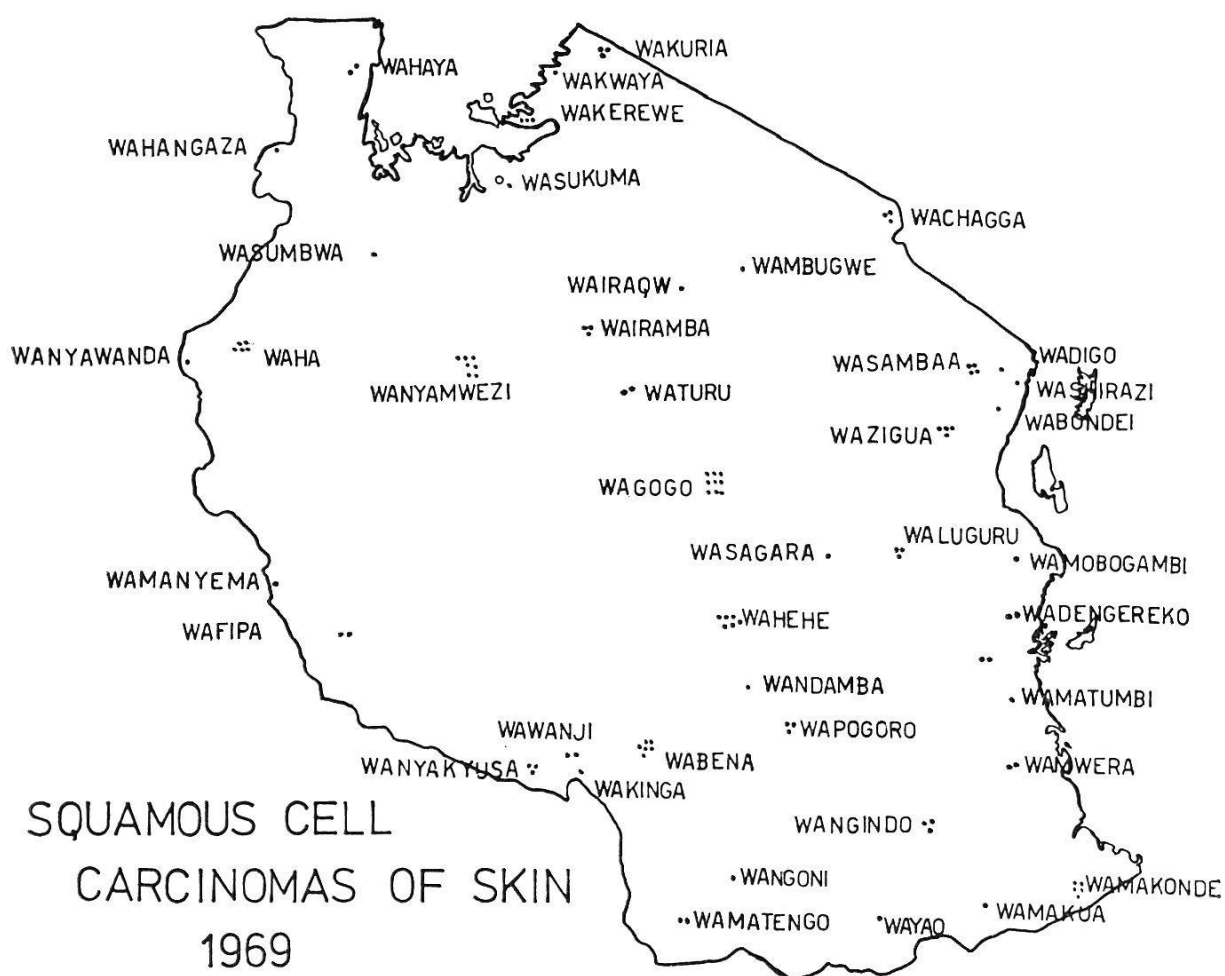 WAKURIA
WAHAYA
WAKWAYA
WAKEREWE
WAHANGAZA
WASUKUMA
WACHAGGA
WASUMBWA
WAMBUGWE
WAIRAQW
WAIRAMBA
WANYAWANDA
WAHA
WASAMBAA
WADIGO
WANYAMWEZI
WATURU
WASHIRAZI
WABONDEI
WAZIGUA
WAGOGO
WALUGURU
WASAGARA
WAMOBOGAMBI
WAMANYEMA
WADENGEREKO
WAHEHE
WAFIPA
WANDAMBA
WAMATUMBI
WAWANJI
WAPOGORO
WABENA
WANYAKYUSA
WAMWERA
WAKINGA
WANGINDO
WANGONI
WAMAKONDE
WAMATENGO
WAYAO
WAMAKUA
SQUAMOUS CELL
CARCINOMAS OF SKIN
1969